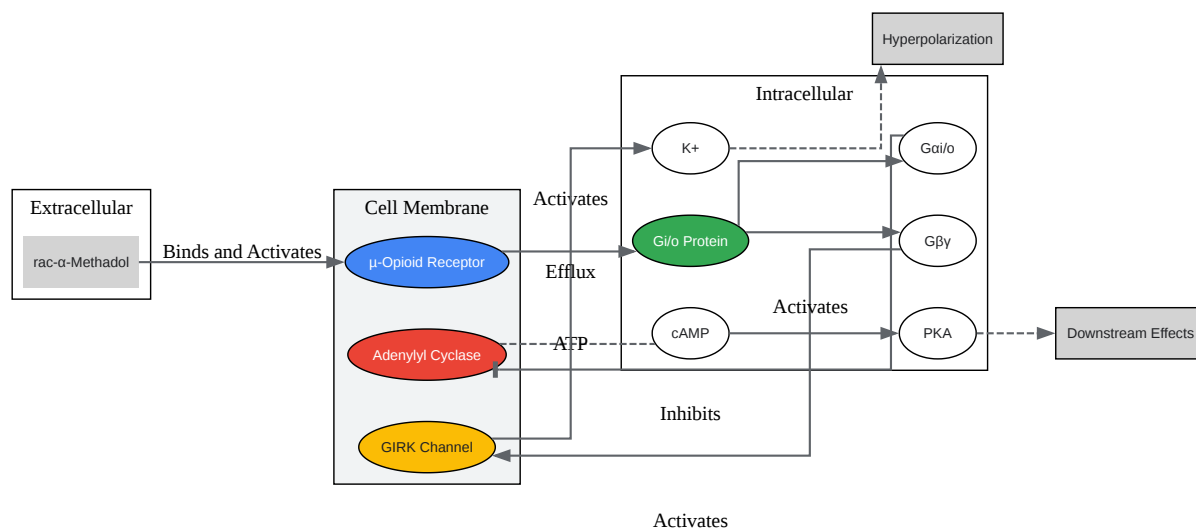 Hyperpolarization
Intracellular
K+
Gαi/o
Extracellular
Cell Membrane
Activates
rac-α-Methadol
Binds and Activates
μ-Opioid Receptor
Efflux
Gi/o Protein
Gβγ
Activates
Adenylyl Cyclase
ATP
cAMP
PKA
Downstream Effects
Inhibits
GIRK Channel
Activates